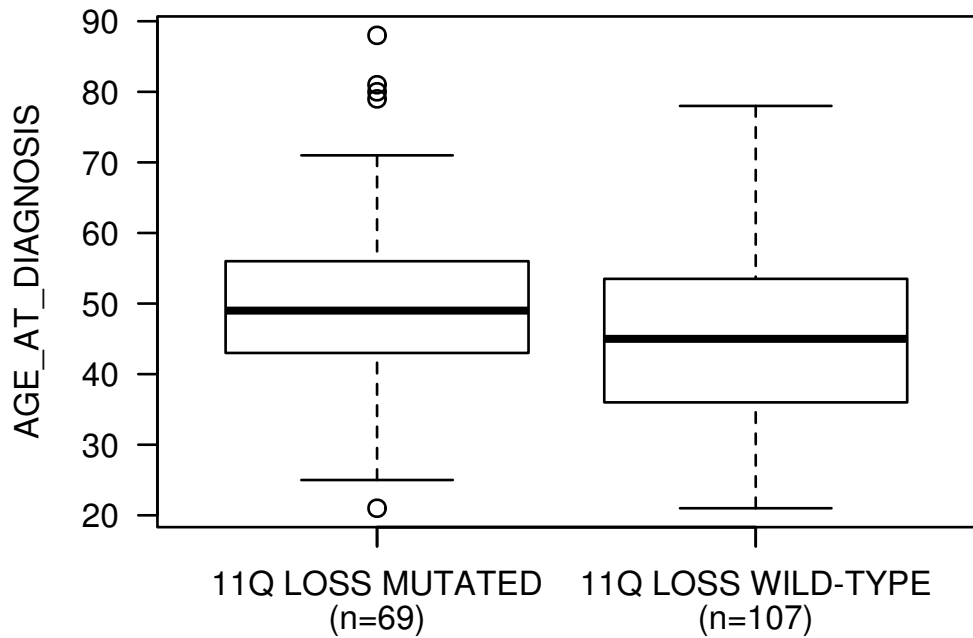 AGE_AT_DIAGNOSIS
90
80
70
60
50
40
30
20
11Q LOSS MUTATED
(n=69)
11Q LOSS WILD-TYPE
(n=107)